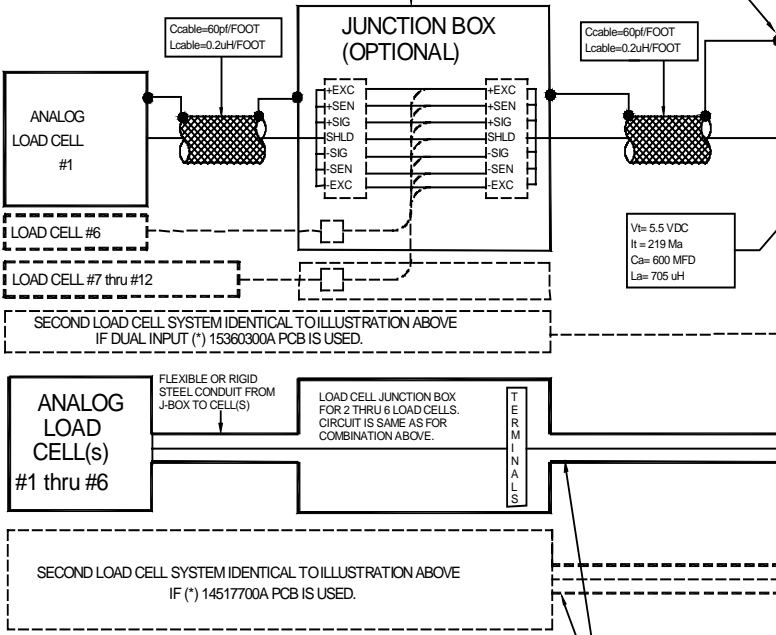 Ccable=60pf/FOOT
Lcable=0.2uH/FOOT
JUNCTION BOX
(OPTIONAL)
Ccable=60pf/FOOT
Lcable=0.2uH/FOOT
ANALOG
LOAD CELL
#1
+EXC
+SEN
+SIG
SHLD
-SIG
-SEN
-EXC
+EXC
+SEN
+SIG
SHLD
-SIG
-SEN
-EXC
LOAD CELL #6
LOAD CELL #7 thru #12
Vt= 5.5 VDC
It = 219 Ma
Ca= 600 MFD
La= 705 uH
SECOND LOAD CELL SYSTEM IDENTICAL TO ILLUSTRATION ABOVE
IF DUAL INPUT (*) 15360300A PCB IS USED.
ANALOG
LOAD
CELL(s)
#1 thru #6
FLEXIBLE OR RIGID
STEEL CONDUIT FROM
J-BOX TO CELL(S)
LOAD CELL JUNCTION BOX
FOR 2 THRU 6 LOAD CELLS.
CIRCUIT IS SAME AS FOR
COMBINATION ABOVE.
TERMINALS
SECOND LOAD CELL SYSTEM IDENTICAL TO ILLUSTRATION ABOVE
IF (*) 14517700A PCB IS USED.